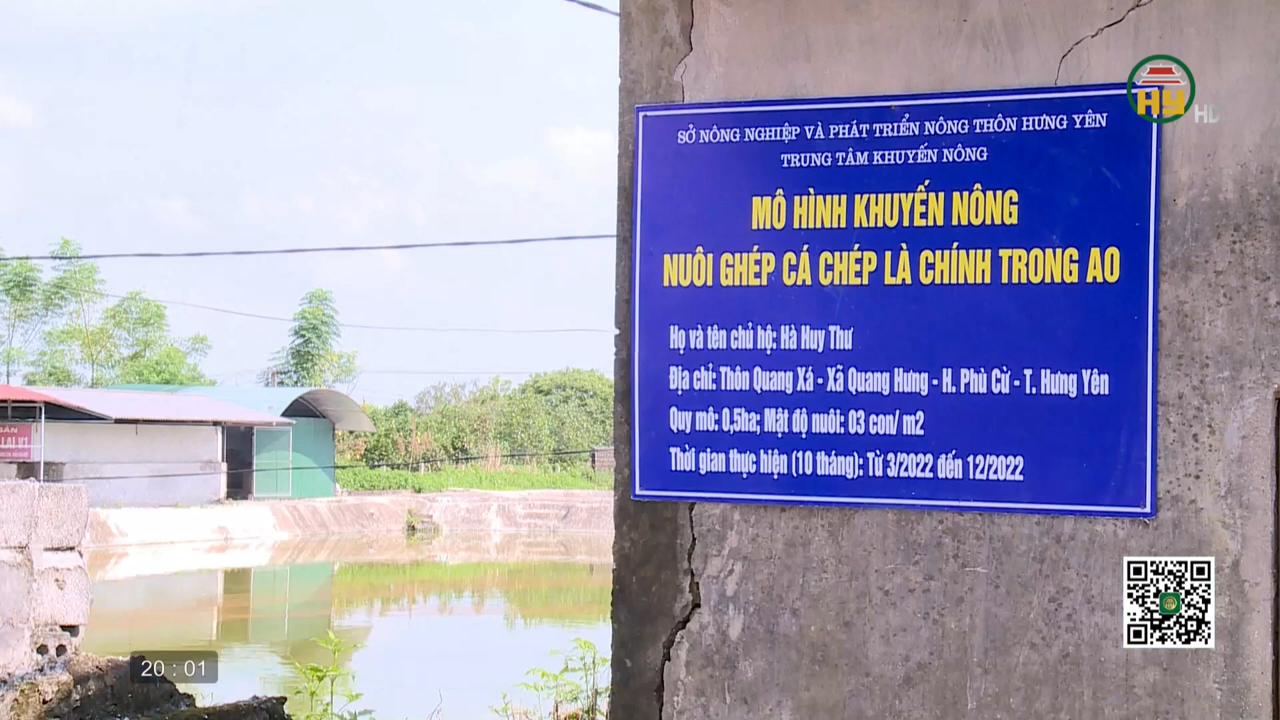 HY HD
SỞ NÔNG NGHIỆP VÀ PHÁT TRIỂN NÔNG THÔN HƯNG YÊN
TRUNG TÂM KHUYẾN NÔNG
MÔ HÌNH KHUYẾN NÔNG
NUÔI GHÉP CÁ CHÉP LÀ CHÍNH TRONG AO
Họ và tên chủ hộ: Hà Huy Thư
Địa chỉ: Thôn Quang Xá - Xã Quang Hưng - H. Phù Cừ - T. Hưng Yên
Quy mô: 0,5ha; Mật độ nuôi: 03 con/ m2
Thời gian thực hiện (10 tháng): Từ 3/2022 đến 12/2022
SẢN
LAI V1
20 : 01